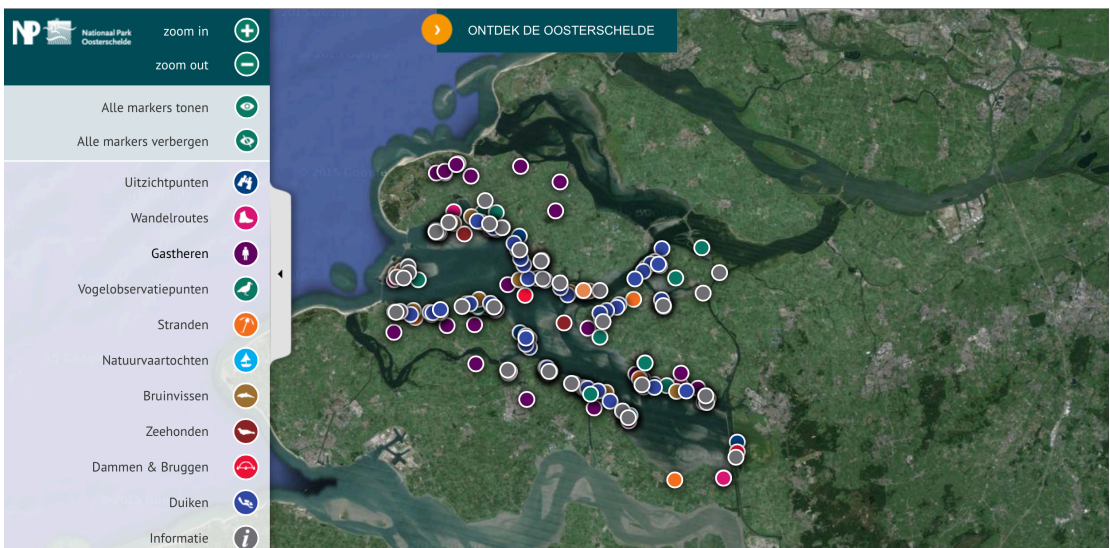 NP
Nationaal Park
Oosterschelde
zoom in
zoom out
ONTDEK DE OOSTERSCHELDE
Alle markers tonen
Alle markers verbergen
Uitzichtpunten
Wandelroutes
Gastheren
Vogelobservatiepunten
Stranden
Natuurvaartochten
Bruinvissen
Zeehonden
Dammen & Bruggen
Duiken
Informatie
i